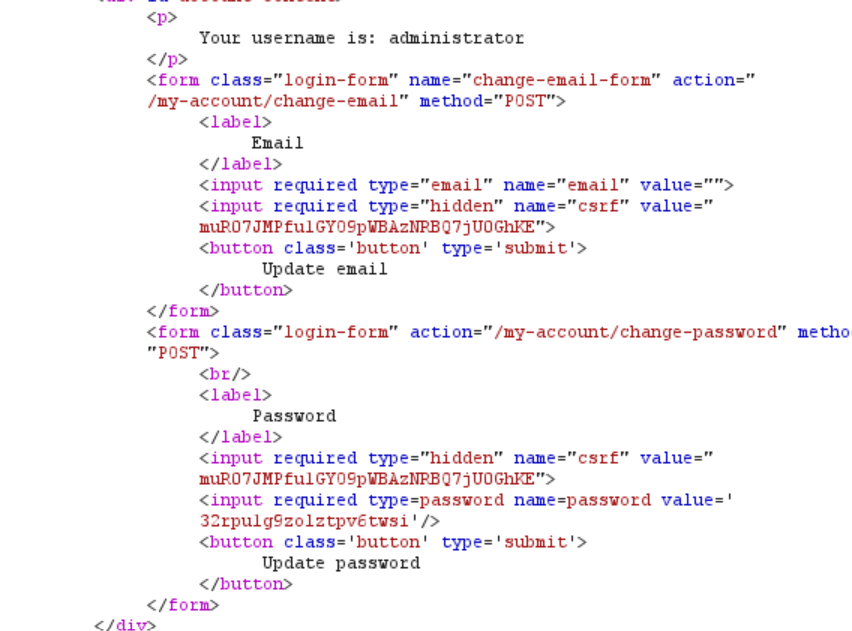 <p>
Your username is: administrator
</p>
<form class="login-form" name="change-email-form" action="
/my-account/change-email" method="POST">
<label>
Email
</label>
<input required type="email" name="email" value="">
<input required type="hidden" name="csrf" value="
muRO7JMPfulGYO9pWBAzNRBQ7jUOGhKE">
<button class='button' type='submit'>
Update email
</button>
</form>
<form class="login-form" action="/my-account/change-password" metho
"POST">
<br/>
<label>
Password
</label>
<input required type="hidden" name="csrf" value="
muRO7JMPfulGYO9pWBAzNRBQ7jUOGhKE">
<input required type=password name=password value='
32rpulg9zolztpv6twsi'/>
<button class='button' type='submit'>
Update password
</button>
</form>
</div>